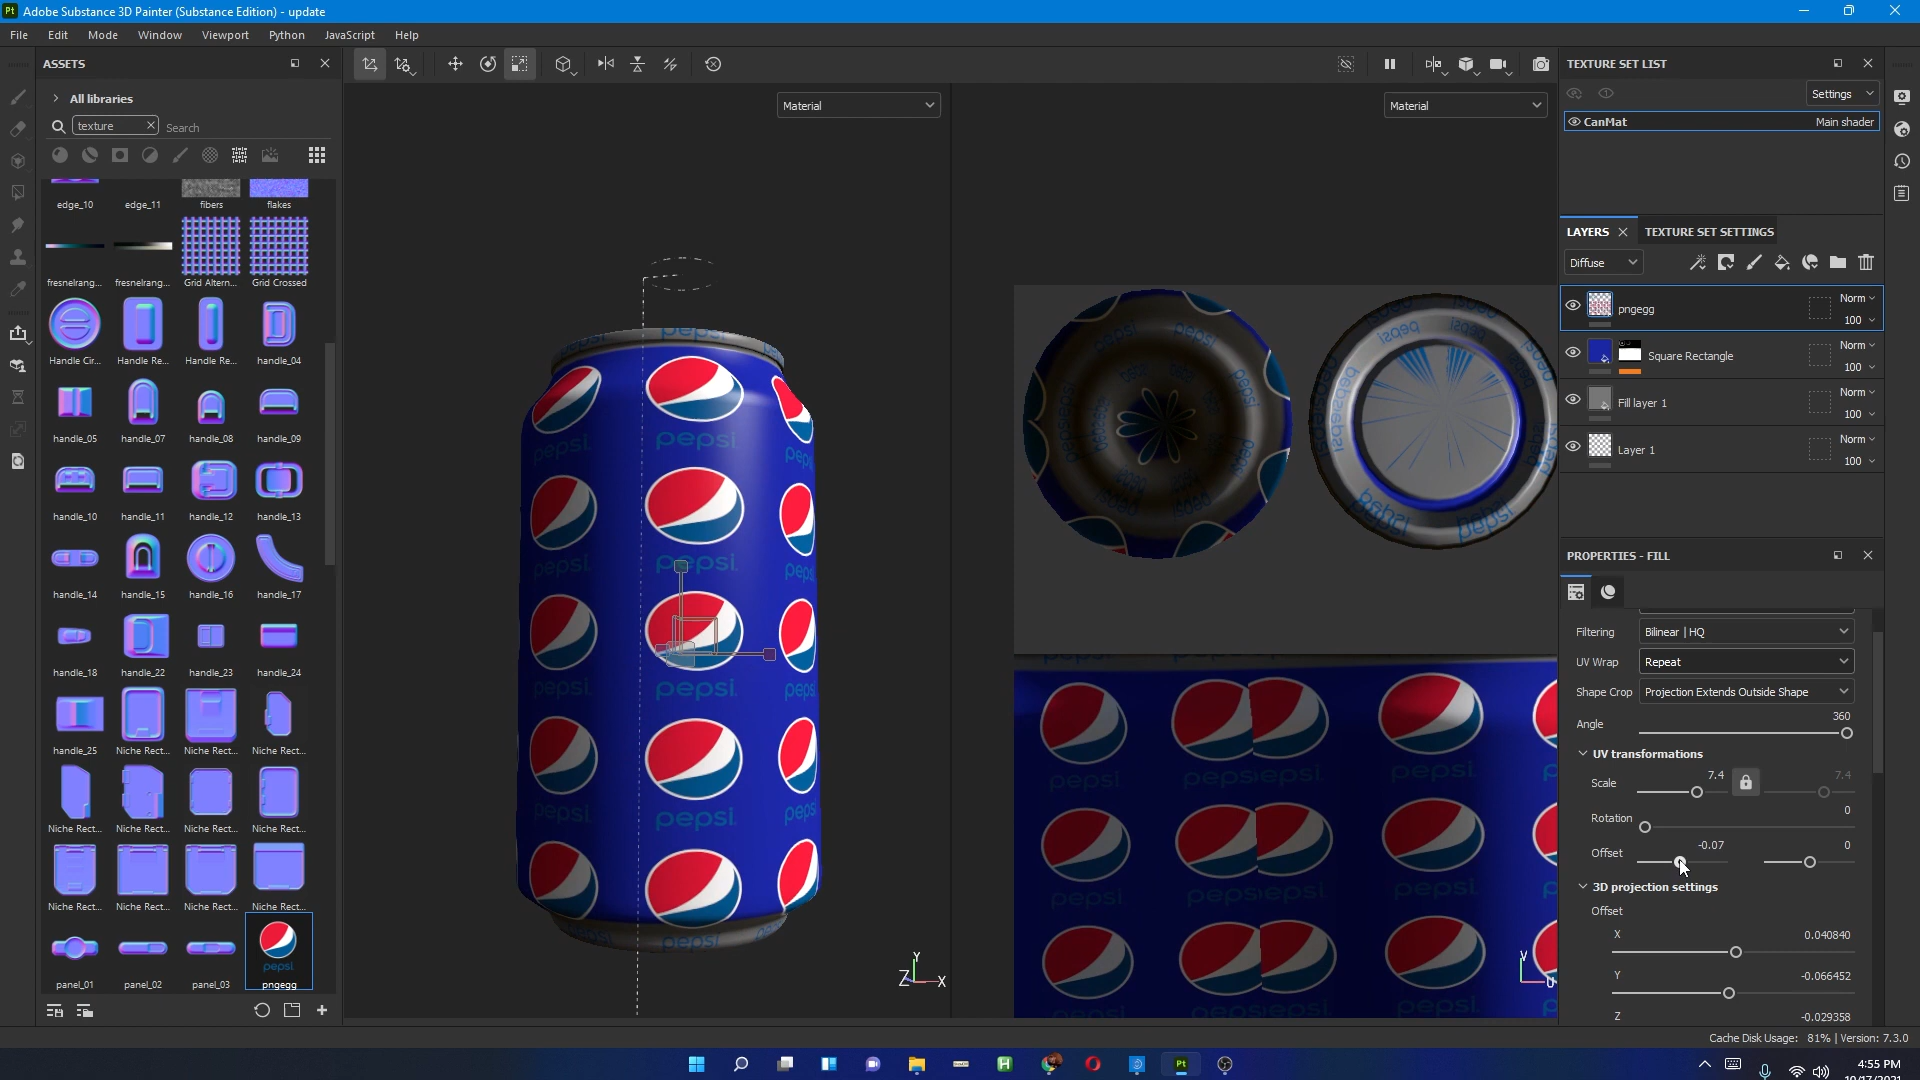 Pt Adobe Substance 3D Painter (Substance Edition) - update
File Edit Mode Window Viewport Python JavaScript Help
ASSETS
All libraries
texture Search
edge_10 edge_11 fibers flakes
fresnelrang... fresnelrang... Grid Altern... Grid Crossed
Handle Cir... Handle Re... Handle Re... handle_04
handle_05 handle_07 handle_08 handle_09
handle_10 handle_11 handle_12 handle_13
handle_14 handle_15 handle_16 handle_17
handle_18 handle_22 handle_23 handle_24
handle_25 Niche Rect... Niche Rect... Niche Rect...
Niche Rect... Niche Rect... Niche Rect... Niche Rect...
Niche Rect... Niche Rect... Niche Rect... Niche Rect...
pepsi
panel_01 panel_02 panel_03 pngegg
Material
Material
pepsi
pepsi
pepsi
pepsi
Y
Z X
V
U
TEXTURE SET LIST
Settings
CanMat Main shader
LAYERS TEXTURE SET SETTINGS
Diffuse
pngegg Norm 100
Square Rectangle Norm 100
Fill layer 1 Norm 100
Layer 1 Norm 100
PROPERTIES - FILL
Filtering Bilinear | HQ
UV Wrap Repeat
Shape Crop Projection Extends Outside Shape
Angle 360
UV transformations
Scale 7.4 7.4
Rotation 0
Offset -0.07 0
3D projection settings
Offset
X 0.040840
Y -0.066452
Z -0.029358
Cache Disk Usage: 81% | Version: 7.3.0
4:55 PM